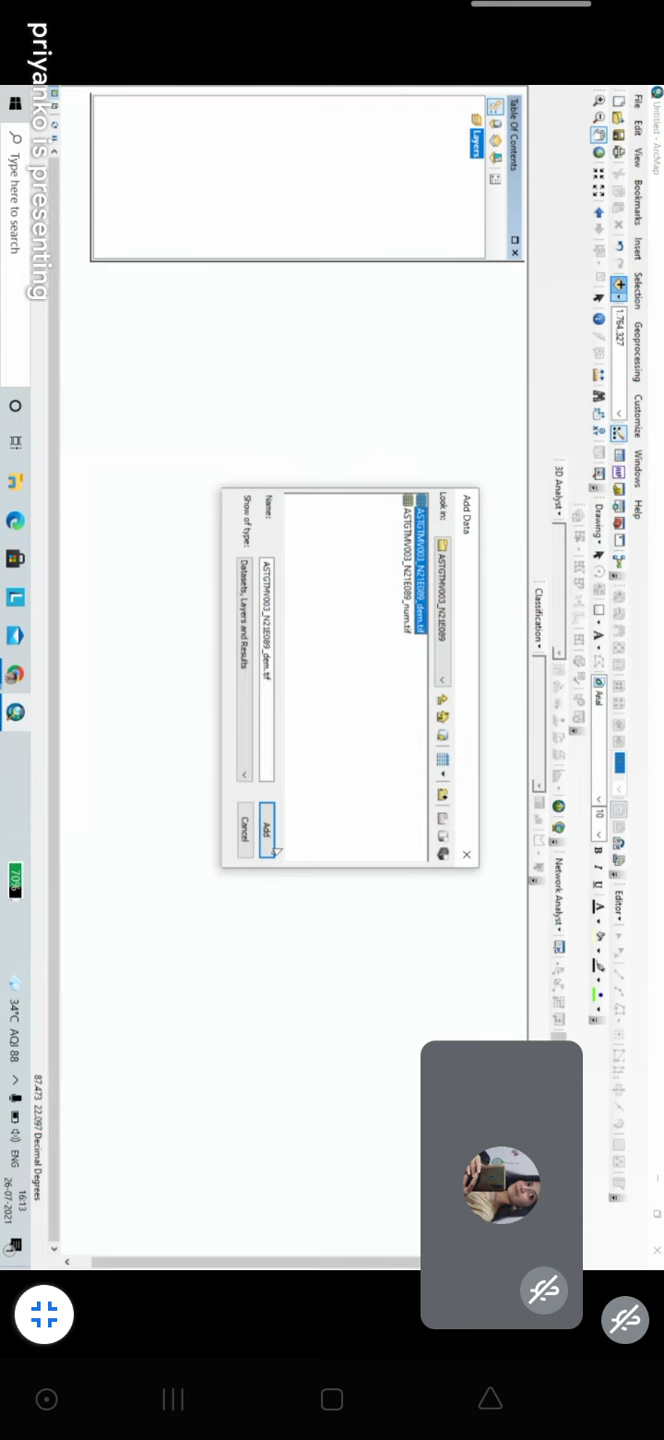 priyanko is presenting
Untitled - ArcMap
File Edit View Bookmarks Insert Selection Geoprocessing Customize Windows Help
1:764,327
Editor
Drawing
Arial
10
B I U A
3D Analyst
Network Analyst
Classification
Table Of Contents
Layers
Add Data
Look in: ASTGTMV003_N21E089
ASTGTMV003_N21E089_dem.tif
ASTGTMV003_N21E089_num.tif
Name: ASTGTMV003_N21E089_dem.tif
Add
Show of type: Datasets, Layers and Results
Cancel
87.473 22.097 Decimal Degrees
Type here to search
70%
34°C AQI 88
ENG
16:13
26-07-2021